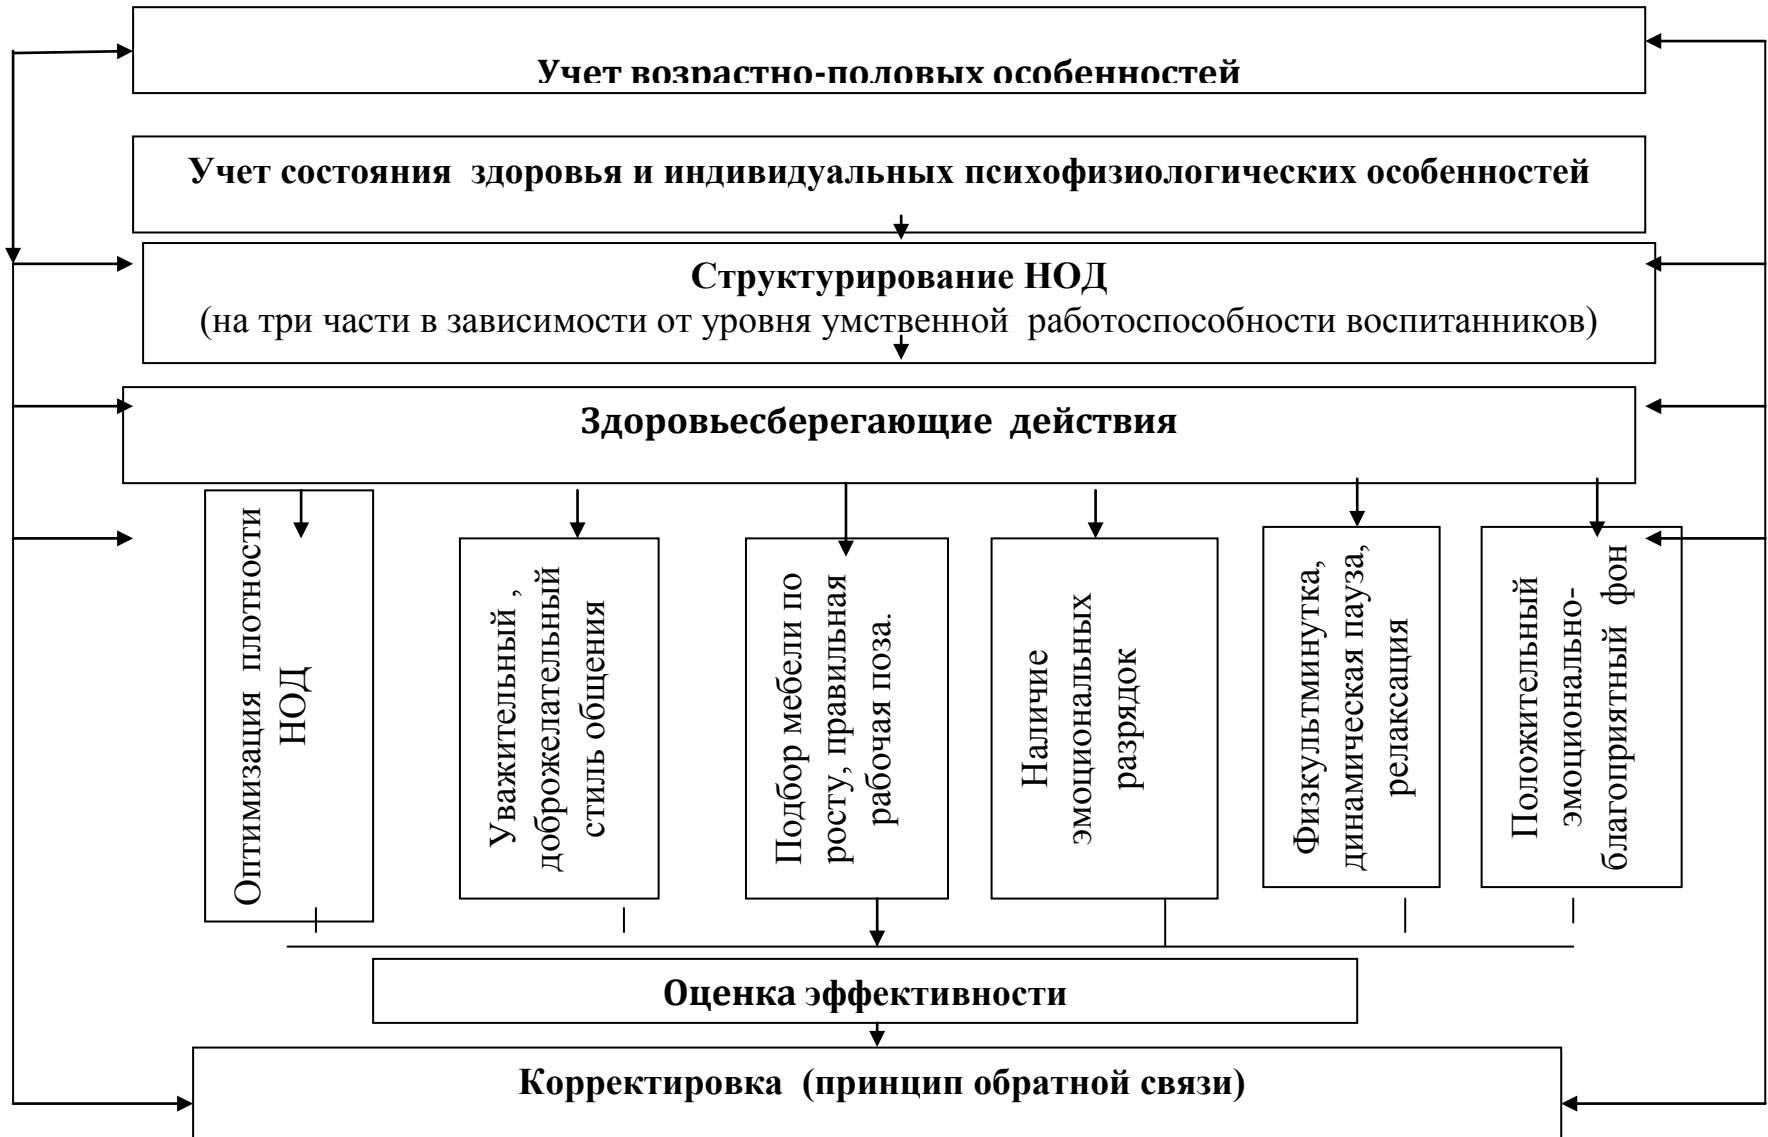 Учет возрастно-половых особенностей
Учет состояния здоровья и индивидуальных психофизиологических особенностей
Структурирование НОД
(на три части в зависимости от уровня умственной работоспособности воспитанников)
Здоровьесберегающие действия
Оптимизация плотности
НОД
Уважительный ,
доброжелательный
стиль общения
Подбор мебели по
росту, правильная
рабочая поза.
Наличие
эмоциональных
разрядок
Физкультминутка,
динамическая пауза,
релаксация
Положительный
эмоционально-
благоприятный фон
Оценка эффективности
Корректировка (принцип обратной связи)